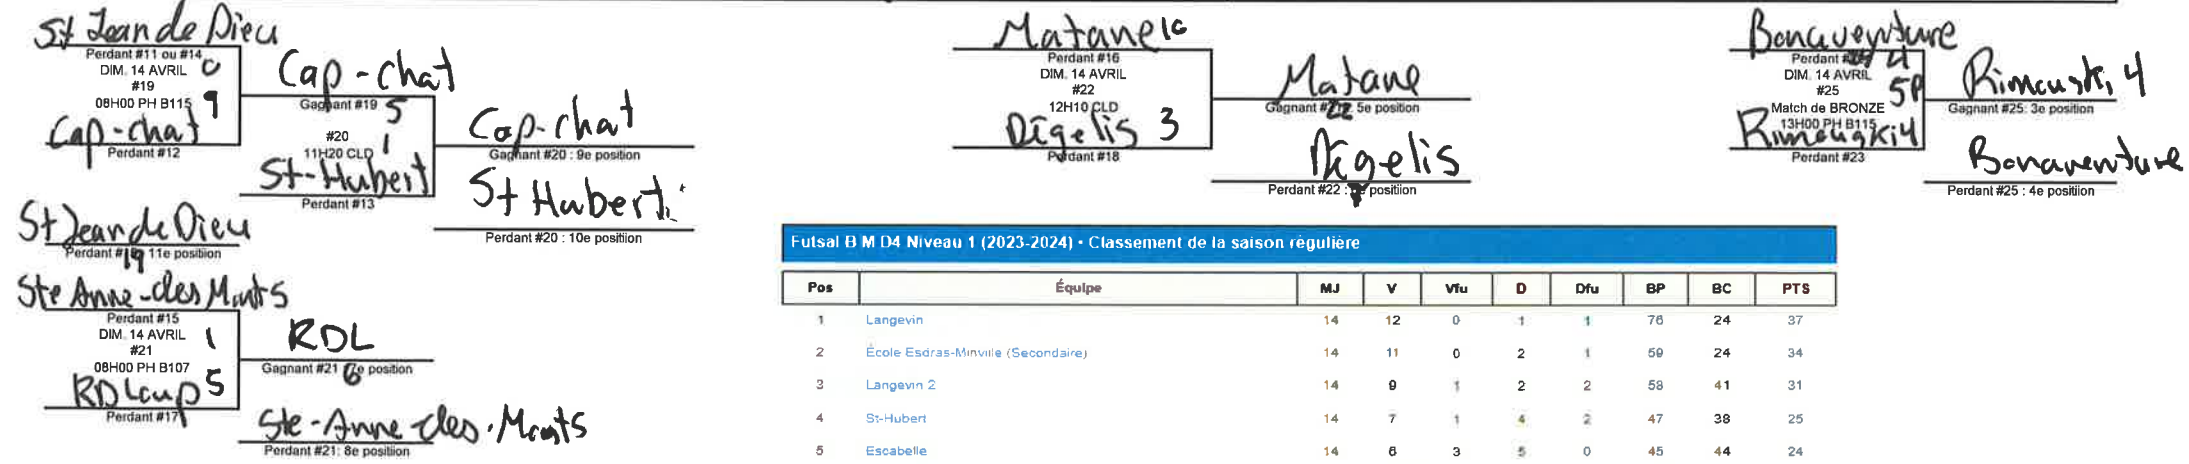 St Jean de Dieu
Perdant #11 ou #14
DIM. 14 AVRIL 0
#19
08H00 PH B115 9
Cap-chat
Perdant #12
Cap-chat
Gagnant #19 5
#20
11H20 CLD 1
St-Hubert
Perdant #13
Cap-chat
Gagnant #20 : 9e position
St Hubert
Perdant #20 : 10e position
St Jean de Dieu
Perdant #19 11e position
Ste Anne-des Monts
Perdant #15
DIM. 14 AVRIL 1
#21
08H00 PH B107
RDLoup 5
Perdant #17
RDL
Gagnant #21 position
Ste-Anne-des-Monts
Perdant #21: 8e position
Matane 10
Perdant #16
DIM. 14 AVRIL
#22
12H10 CLD
Dégelis 3
Perdant #18
Matane
Gagnant #22 5e position
Dégelis
Perdant #22 : position
Bonaventure
Perdant 4
DIM. 14 AVRIL
#25 5P
Match de BRONZE
13H00 PH B115
Rimouski 4
Perdant #23
Rimouski 4
Gagnant #25: 3e position
Bonaventure
Perdant #25 : 4e position
Futsal B M D4 Niveau 1 (2023-2024) • Classement de la saison régulière
Pos Équipe MJ V Vfu D Dfu BP BC PTS
1 Langevin 14 12 0 1 1 76 24 37
2 École Esdras-Minville (Secondaire) 14 11 0 2 1 59 24 34
3 Langevin 2 14 9 1 2 2 58 41 31
4 St-Hubert 14 7 1 4 2 47 38 25
5 Escabelle 14 6 3 5 0 45 44 24